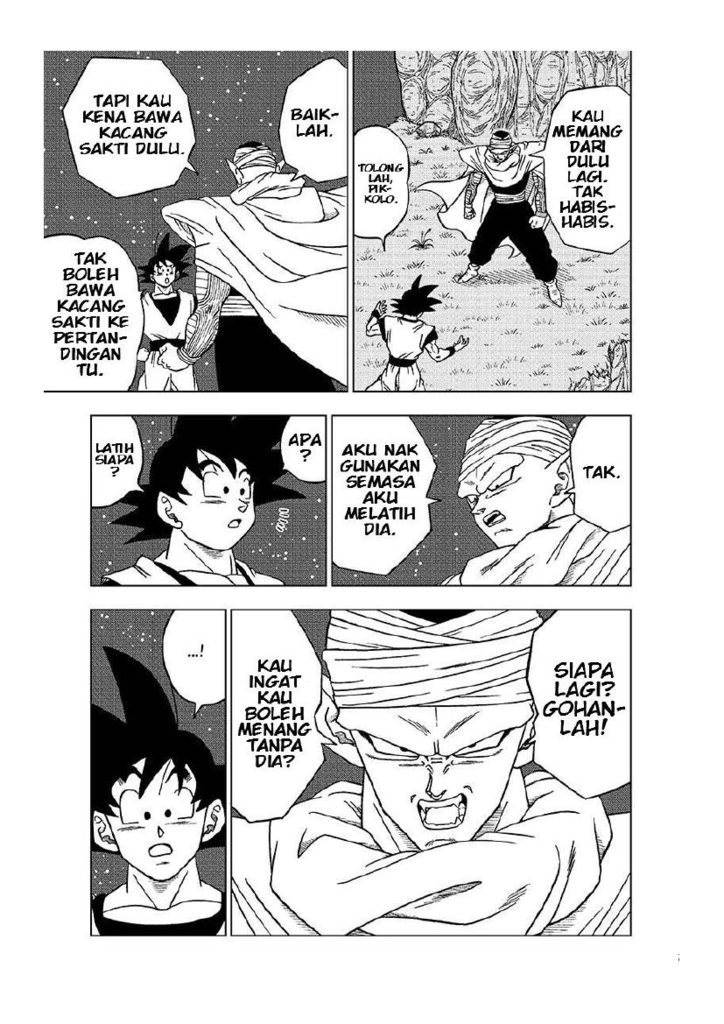 KAU
MEMANG
DARI
DULU
LAGI. TAK
HABIS-
HABIS.
TOLONG
LAH,
PIK-
KOLO.
BAIK-
LAH.
TAPI KAU
KENA BAWA
KACANG
SAKTI DULU.
TAK
BOLEH
BAWA
KACANG
SAKTI KE
PERTAN-
DINGAN
TU.
TAK.
AKU NAK
GUNAKAN
SEMASA
AKU
MELATIH
DIA.
APA
?
LATIH
SIAPA
?
SIAPA
LAGI?
GOHAN-
LAH!
KAU
INGAT
KAU
BOLEH
MENANG
TANPA
DIA?
...!